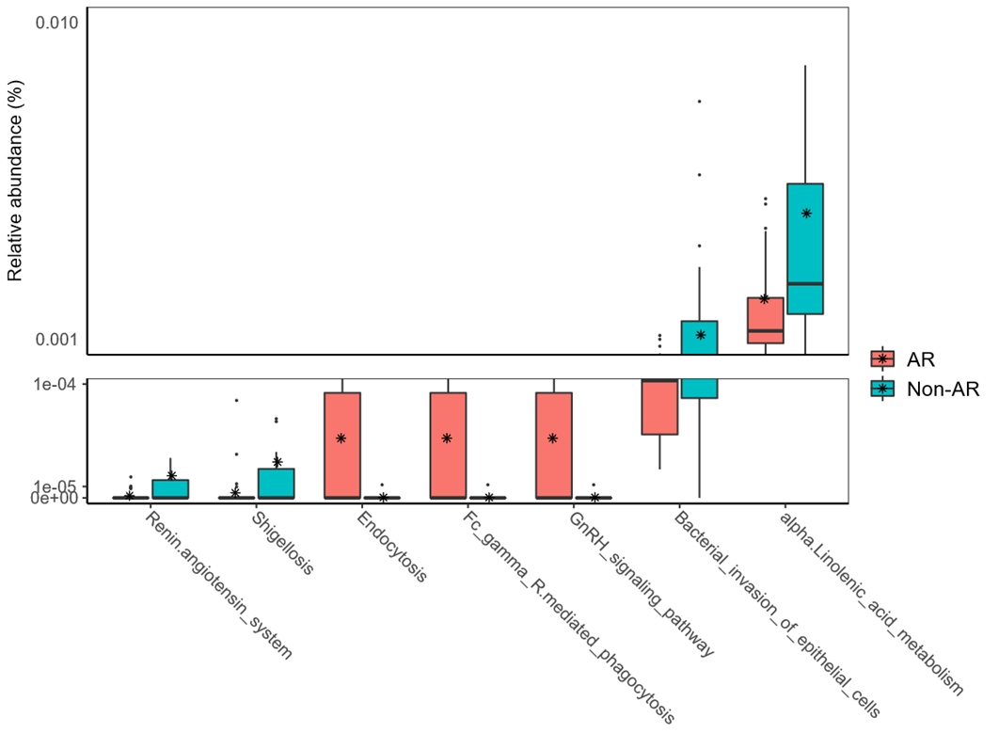 0.010
Relative abundance (%)
0.001
1e-04
1e-05
0e+00
AR
Non-AR
Renin.angiotensin_system
Shigellosis
Endocytosis
Fc_gamma_R.mediated_phagocytosis
GnRH_signaling_pathway
Bacterial_invasion_of_epithelial_cells
alpha.Linolenic_acid_metabolism